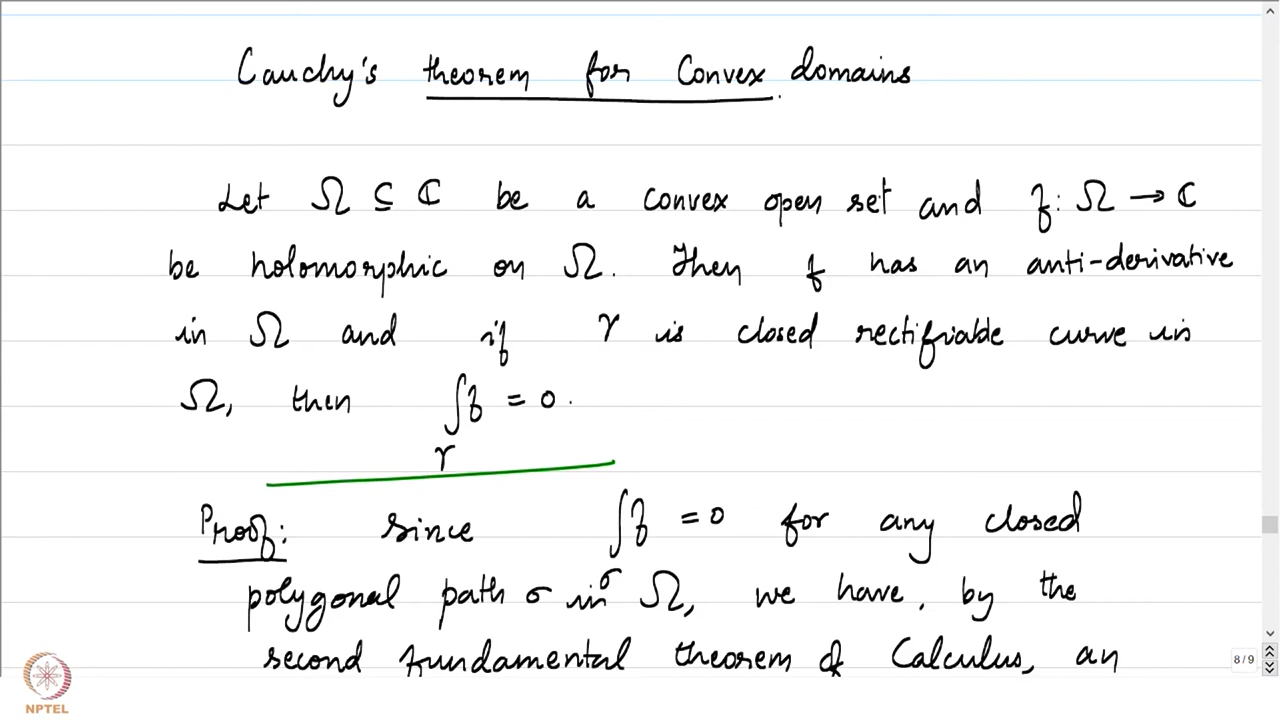 Cauchy's theorem for Convex domains
Let Ω ⊆ ℂ be a convex open set and f: Ω → ℂ
be holomorphic on Ω. Then f has an anti-derivative
in Ω and if γ is closed rectifiable curve in
Ω, then ∫f = 0.
γ
Proof: since ∫f = 0 for any closed
σ
polygonal path σ in Ω, we have, by the
second fundamental theorem of Calculus, an
8/9
NPTEL